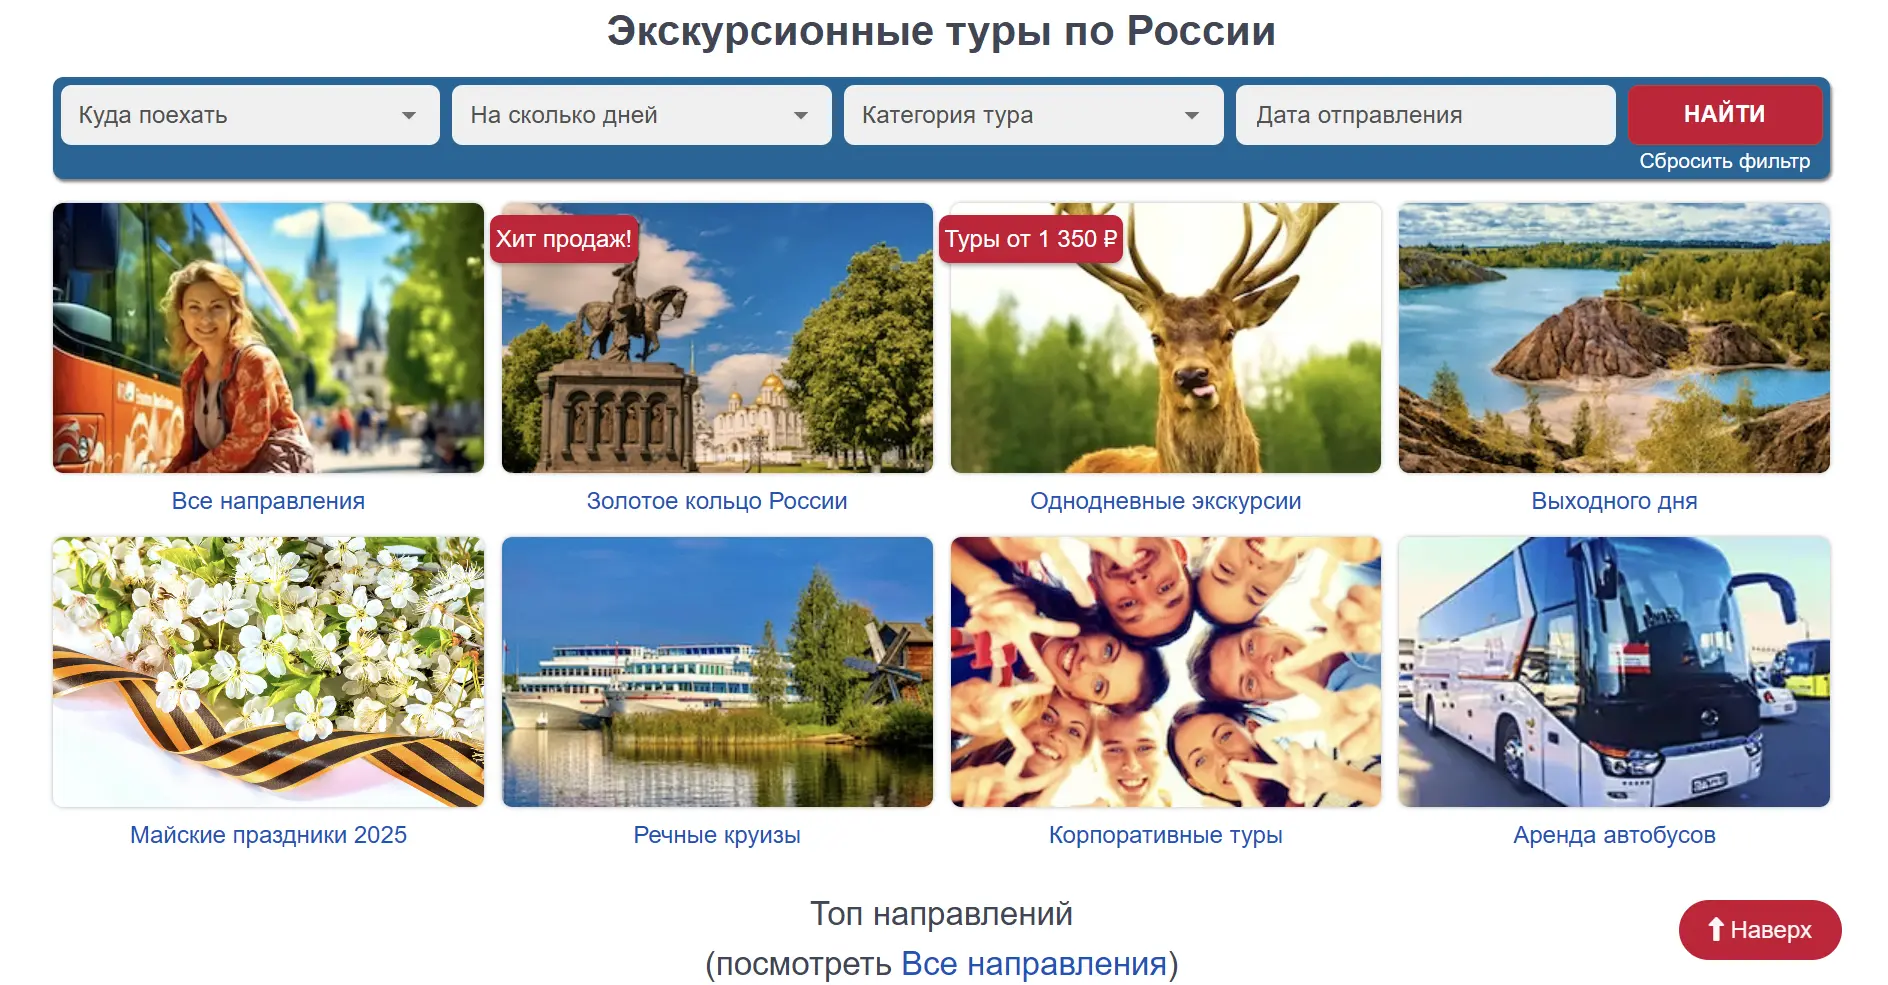 Экскурсионные туры по России
Куда поехать
На сколько дней
Категория тура
Дата отправления
НАЙТИ
Сбросить фильтр
Хит продаж!
Туры от 1 350 ₽
Все направления
Золотое кольцо России
Однодневные экскурсии
Выходного дня
Майские праздники 2025
Речные круизы
Корпоративные туры
Аренда автобусов
Топ направлений
(посмотреть Все направления)
Наверх